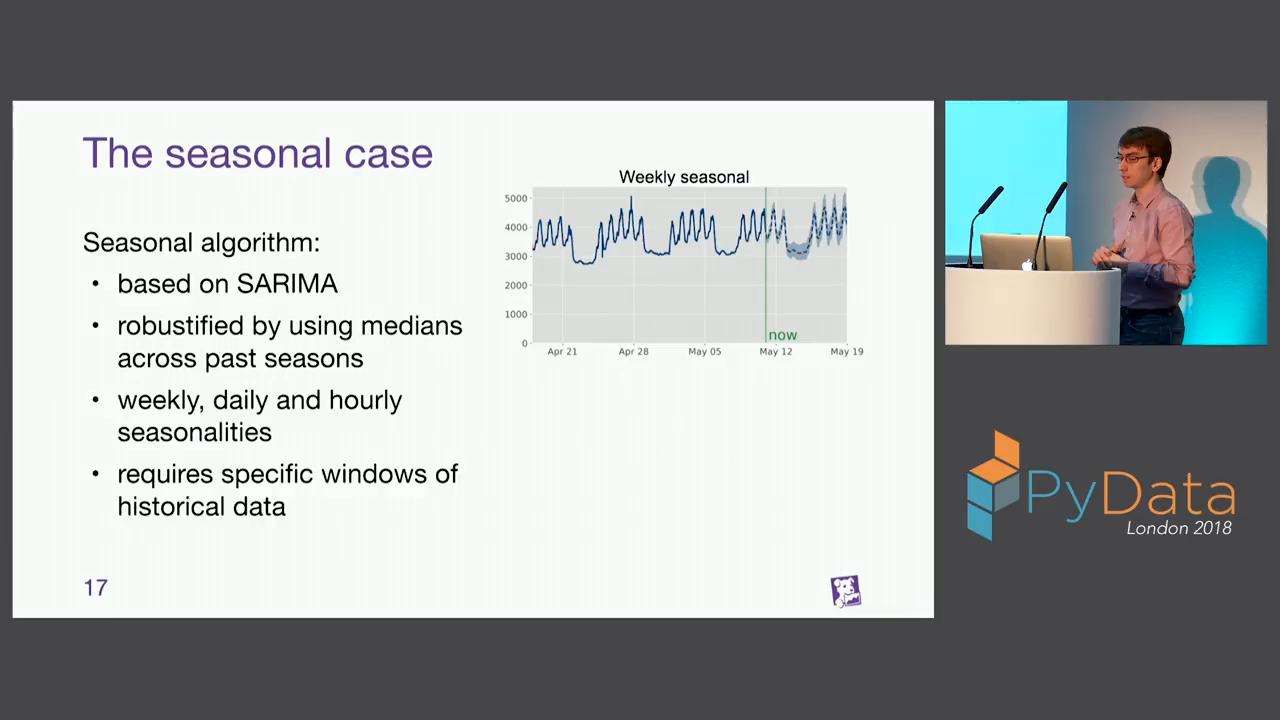 The seasonal case
Seasonal algorithm:
• based on SARIMA
• robustified by using medians
across past seasons
• weekly, daily and hourly
seasonalities
• requires specific windows of
historical data
17
Weekly seasonal
5000
4000
3000
2000
1000
0
now
Apr 21
Apr 28
May 05
May 12
May 19
PyData
London 2018